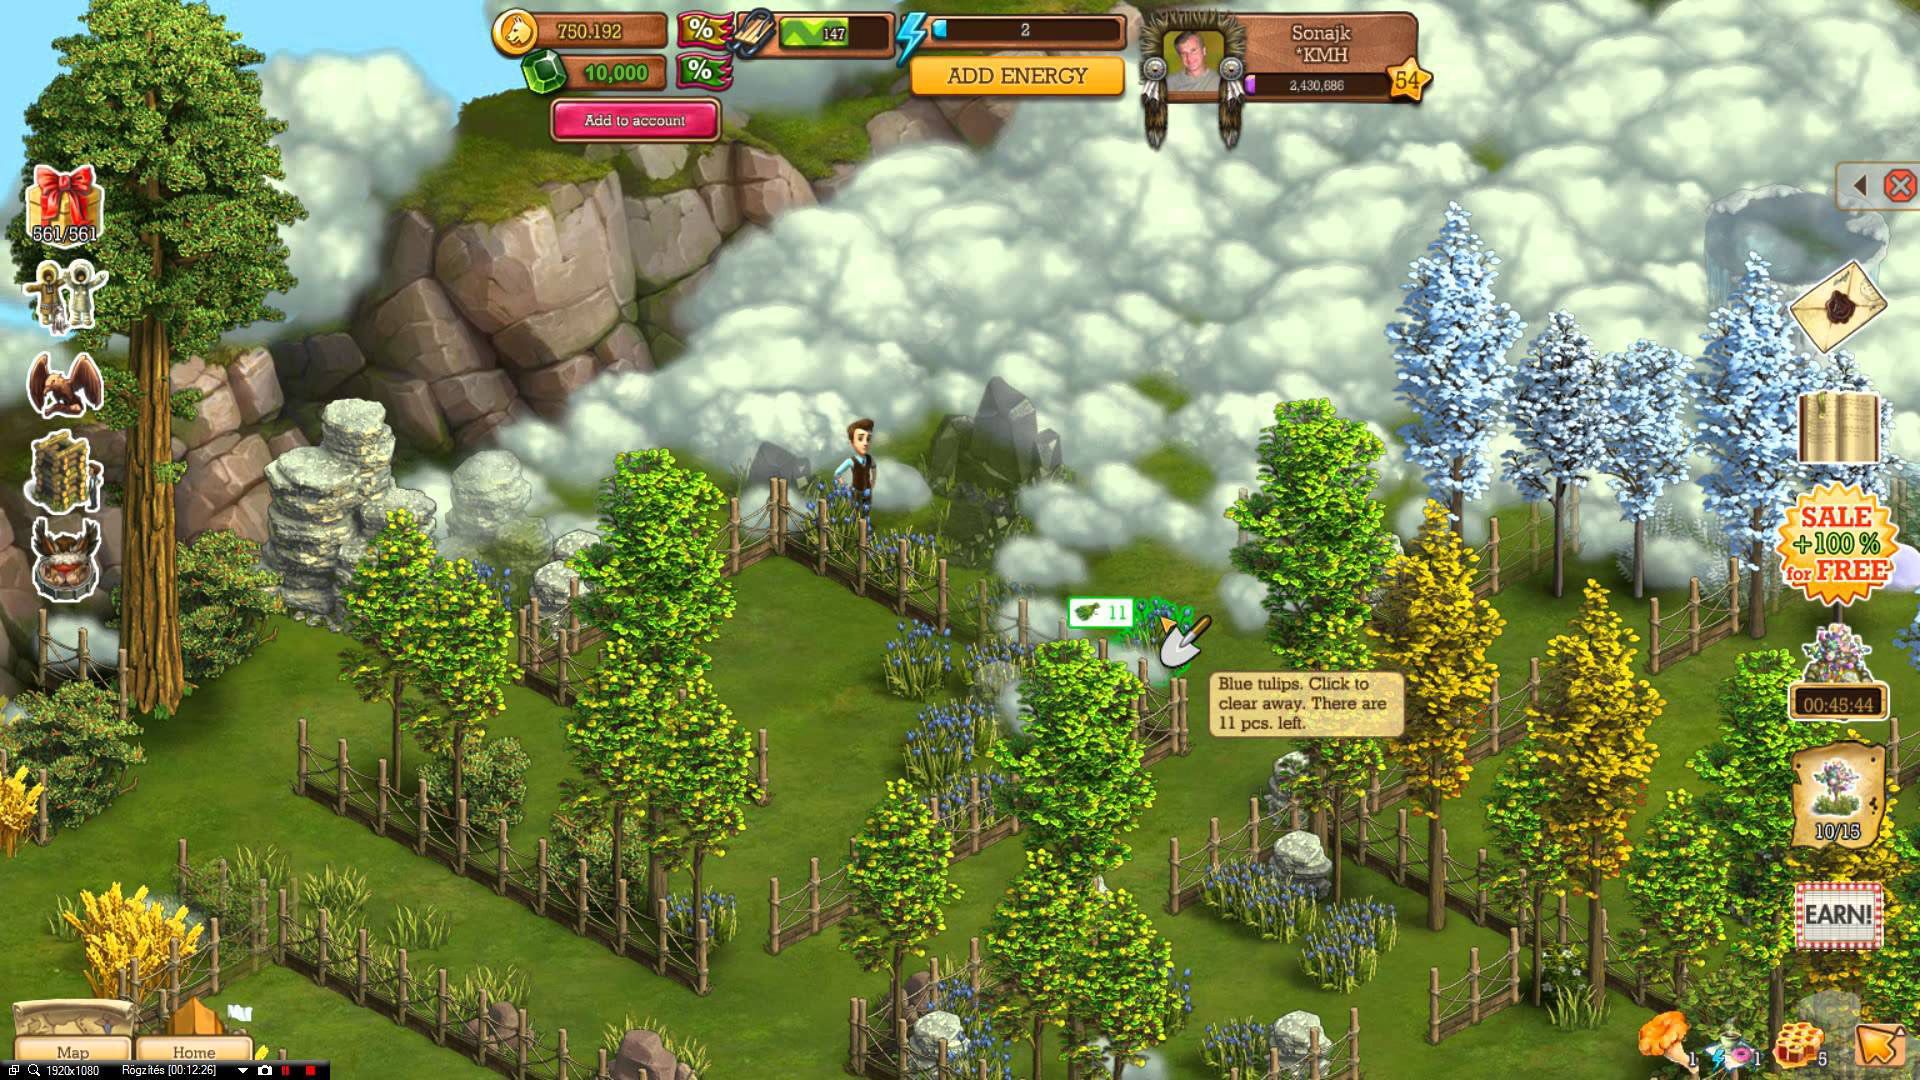 750.192
%
147
2
10,000
%
ADD ENERGY
Sonajk
*KMH
2,430,686
54
Add to account
561/561
SALE
+100 %
for FREE
11
Blue tulips. Click to
clear away. There are
11 pcs. left.
00:45:44
10/15
EARN!
1
1
5
Map
Home
1920x1080
Rögzítés [00:12:26]